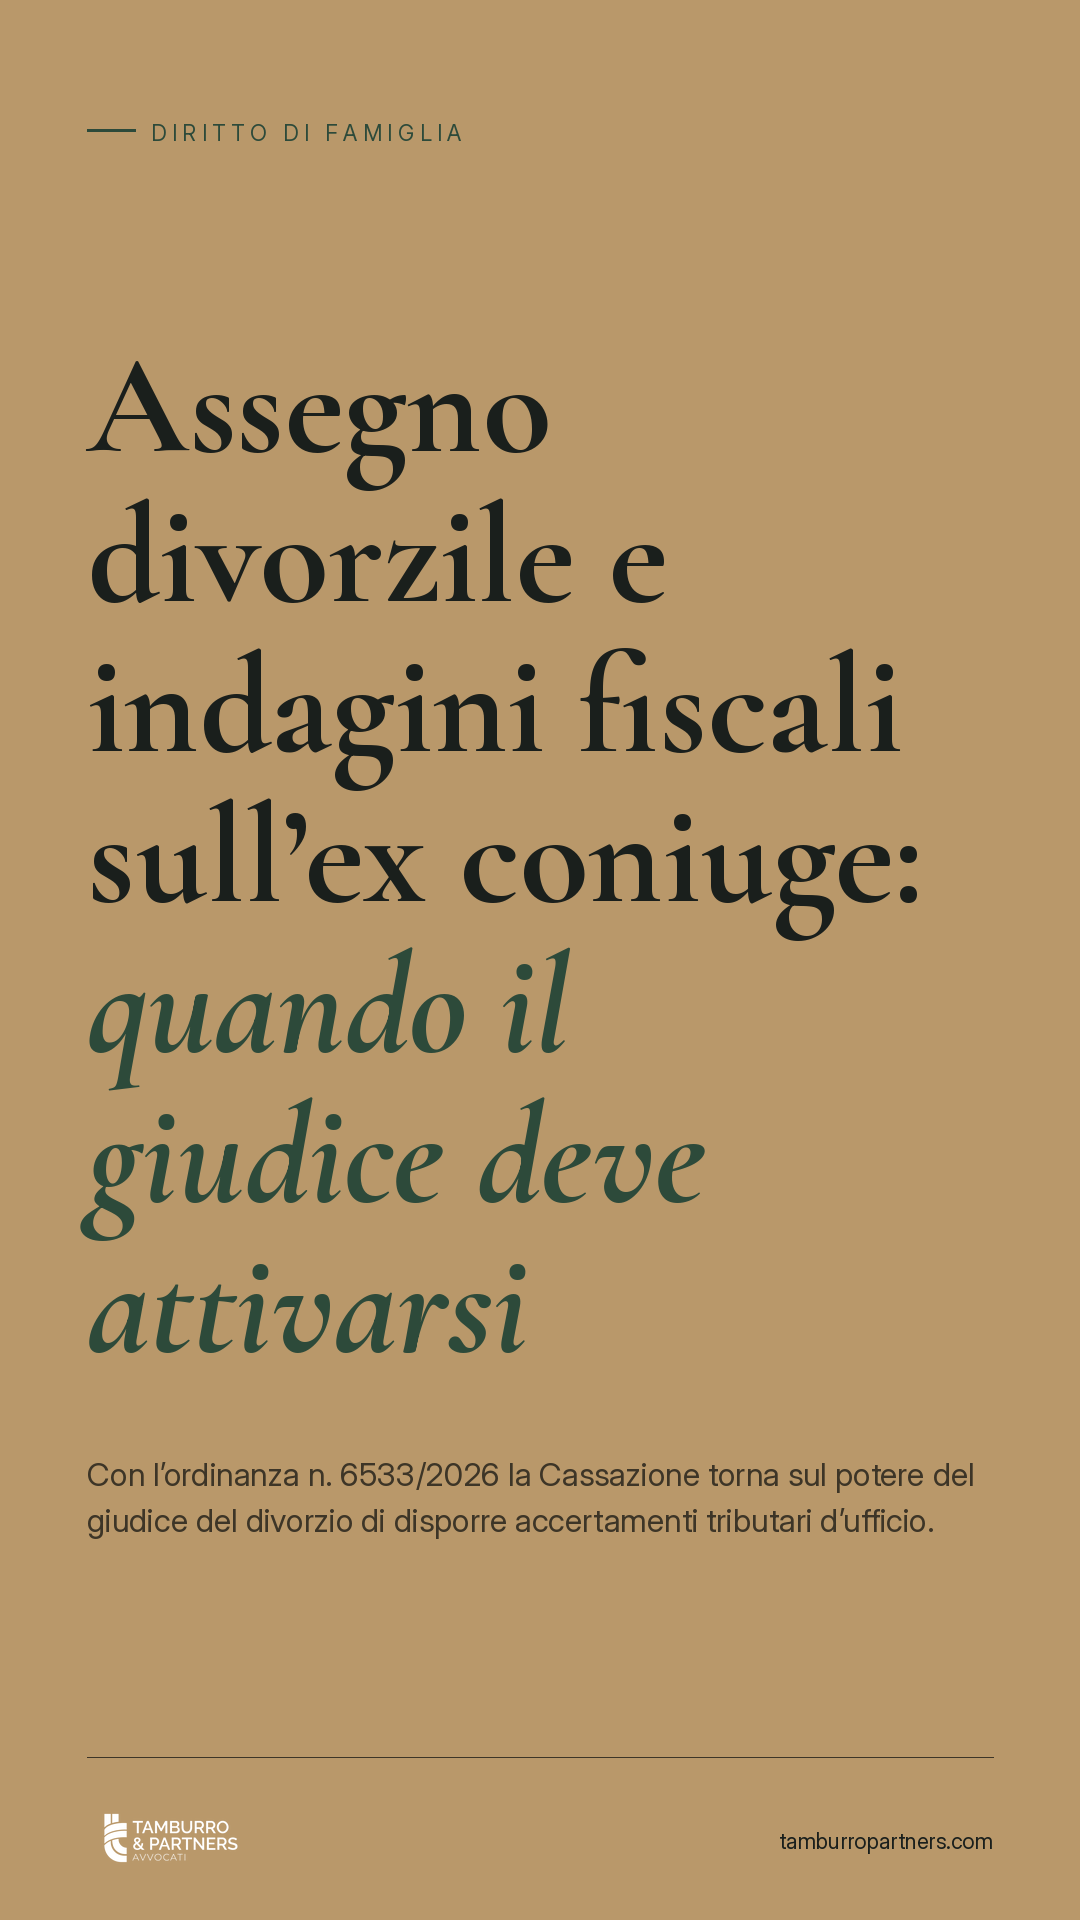 DIRITTO DI FAMIGLIA
Assegno
divorzile e
indagini fiscali
sull’ex coniuge:
quando il
giudice deve
attivarsi
Con l’ordinanza n. 6533/2026 la Cassazione torna sul potere del
giudice del divorzio di disporre accertamenti tributari d’ufficio.
TAMBURRO
& PARTNERS
AVVOCATI
tamburropartners.com